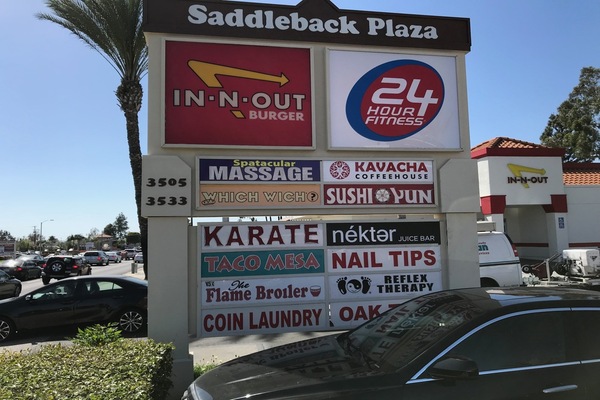 Saddleback Plaza
IN-N-OUT
BURGER
24
HOUR
FITNESS
3505
3533
Spatacular
MASSAGE
KAVACHA
COFFEEHOUSE
WHICH WICH?
SUSHI YUN
KARATE
nékter JUICE BAR
TACO MESA
NAIL TIPS
The
Flame Broiler
REFLEX
THERAPY
COIN LAUNDRY
OAK
IN-N-OUT